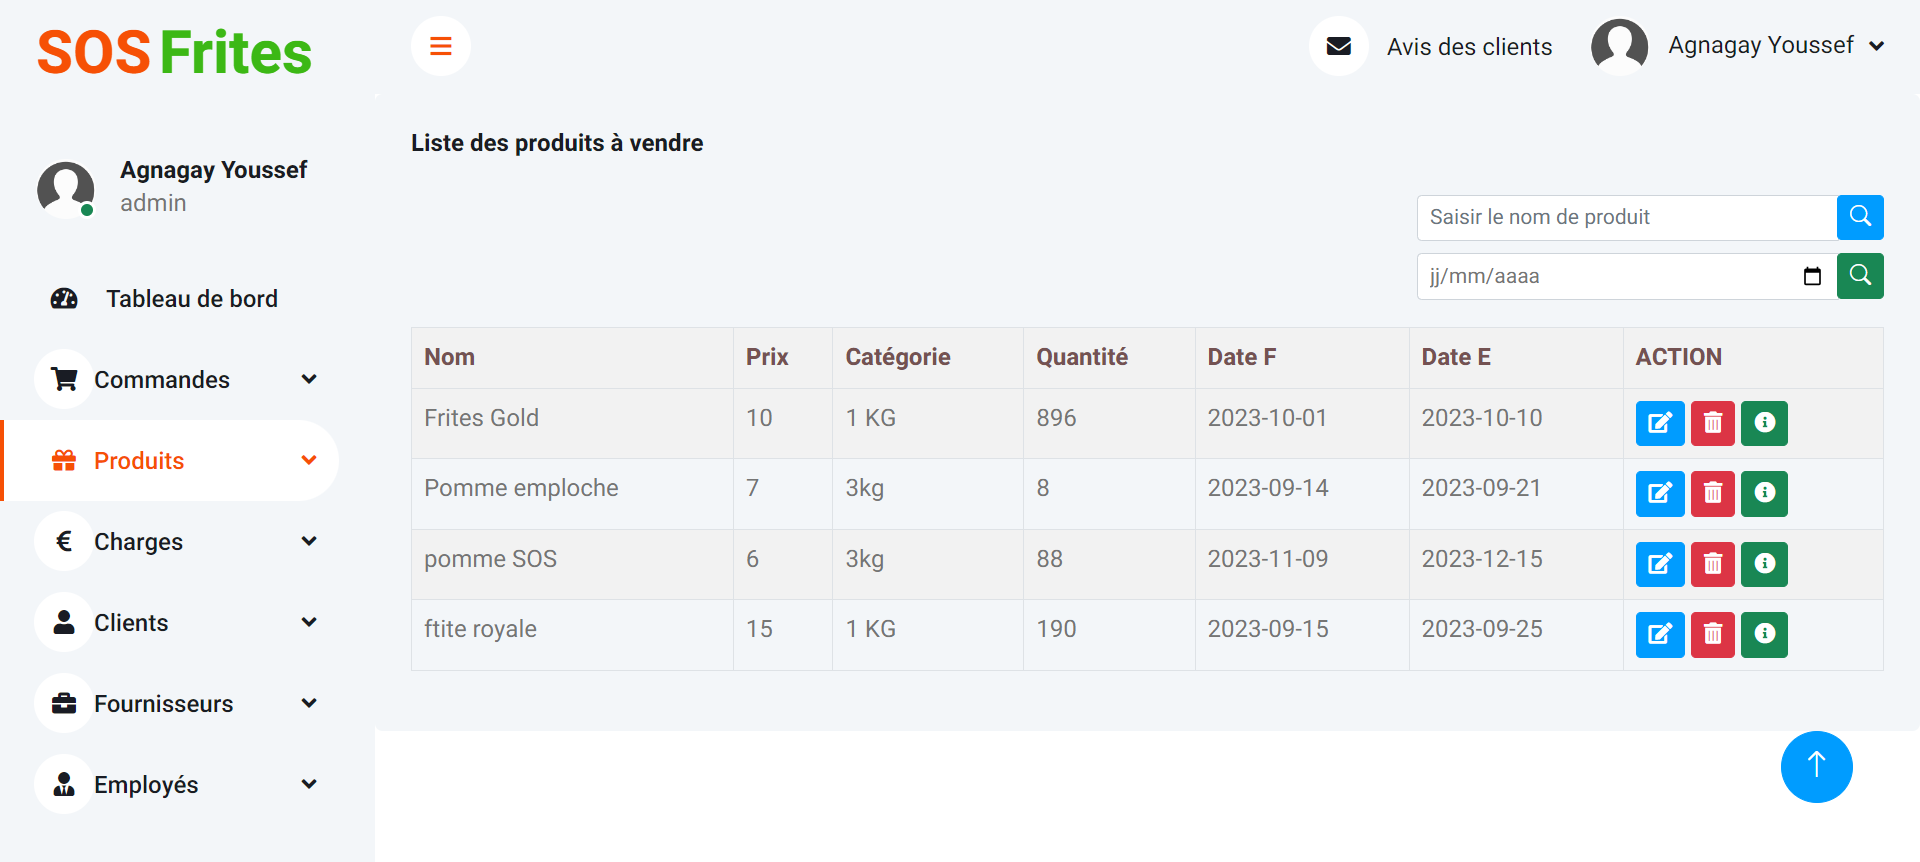 SOS Frites
Avis des clients
Agnagay Youssef
Agnagay Youssef
admin
Tableau de bord
Commandes
Produits
Charges
Clients
Fournisseurs
Employés
Liste des produits à vendre
Saisir le nom de produit
jj/mm/aaaa
Nom Prix Catégorie Quantité Date F Date E ACTION
Frites Gold 10 1 KG 896 2023-10-01 2023-10-10
Pomme emploche 7 3kg 8 2023-09-14 2023-09-21
pomme SOS 6 3kg 88 2023-11-09 2023-12-15
ftite royale 15 1 KG 190 2023-09-15 2023-09-25